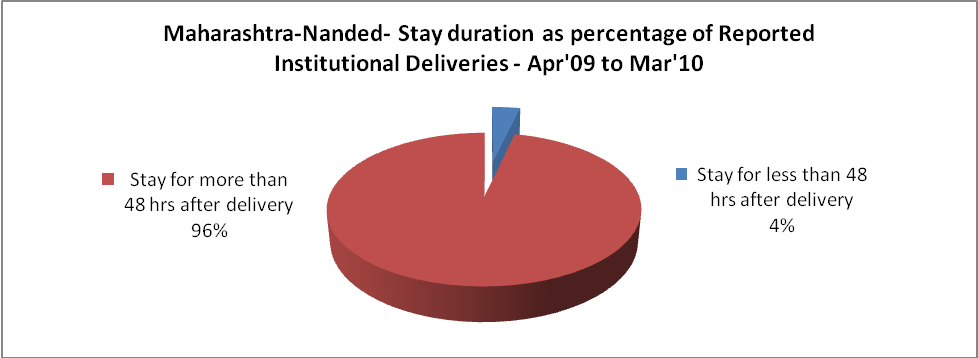 Maharashtra-Nanded- Stay duration as percentage of Reported
Institutional Deliveries - Apr'09 to Mar'10
Stay for more than
48 hrs after delivery
96%
Stay for less than 48
hrs after delivery
4%